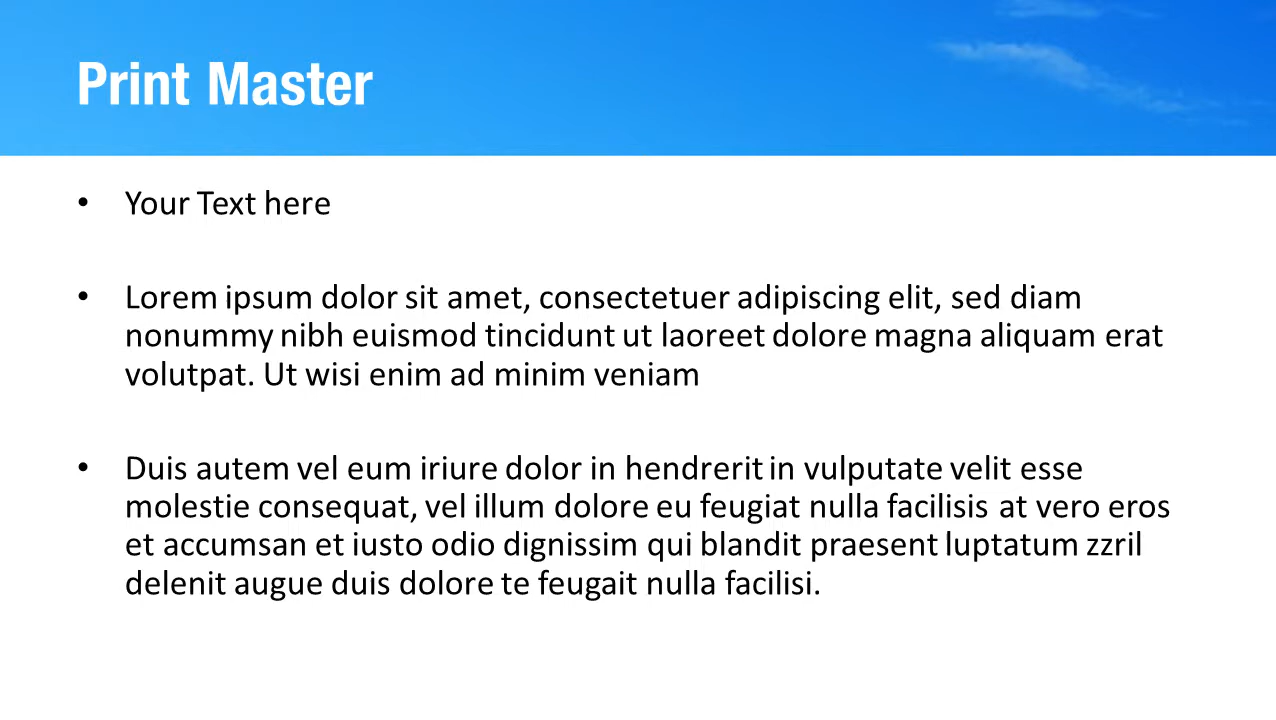 Print Master
• Your Text here
• Lorem ipsum dolor sit amet, consectetuer adipiscing elit, sed diam
nonummy nibh euismod tincidunt ut laoreet dolore magna aliquam erat
volutpat. Ut wisi enim ad minim veniam
• Duis autem vel eum iriure dolor in hendrerit in vulputate velit esse
molestie consequat, vel illum dolore eu feugiat nulla facilisis at vero eros
et accumsan et iusto odio dignissim qui blandit praesent luptatum zzril
delenit augue duis dolore te feugait nulla facilisi.